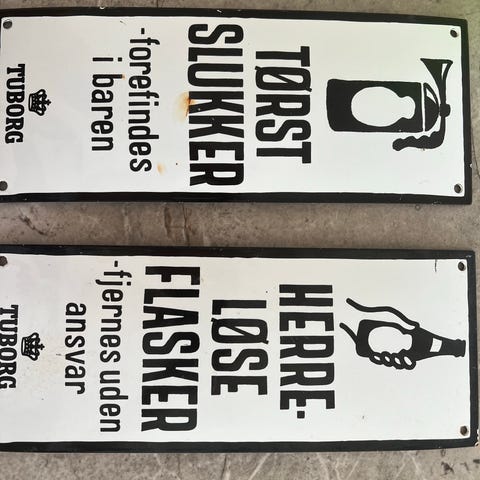 TØRST
SLUKKER
-forefindes
i baren
TUBORG
HERRE-
LØSE
FLASKER
-fjernes uden
ansvar
TUBORG